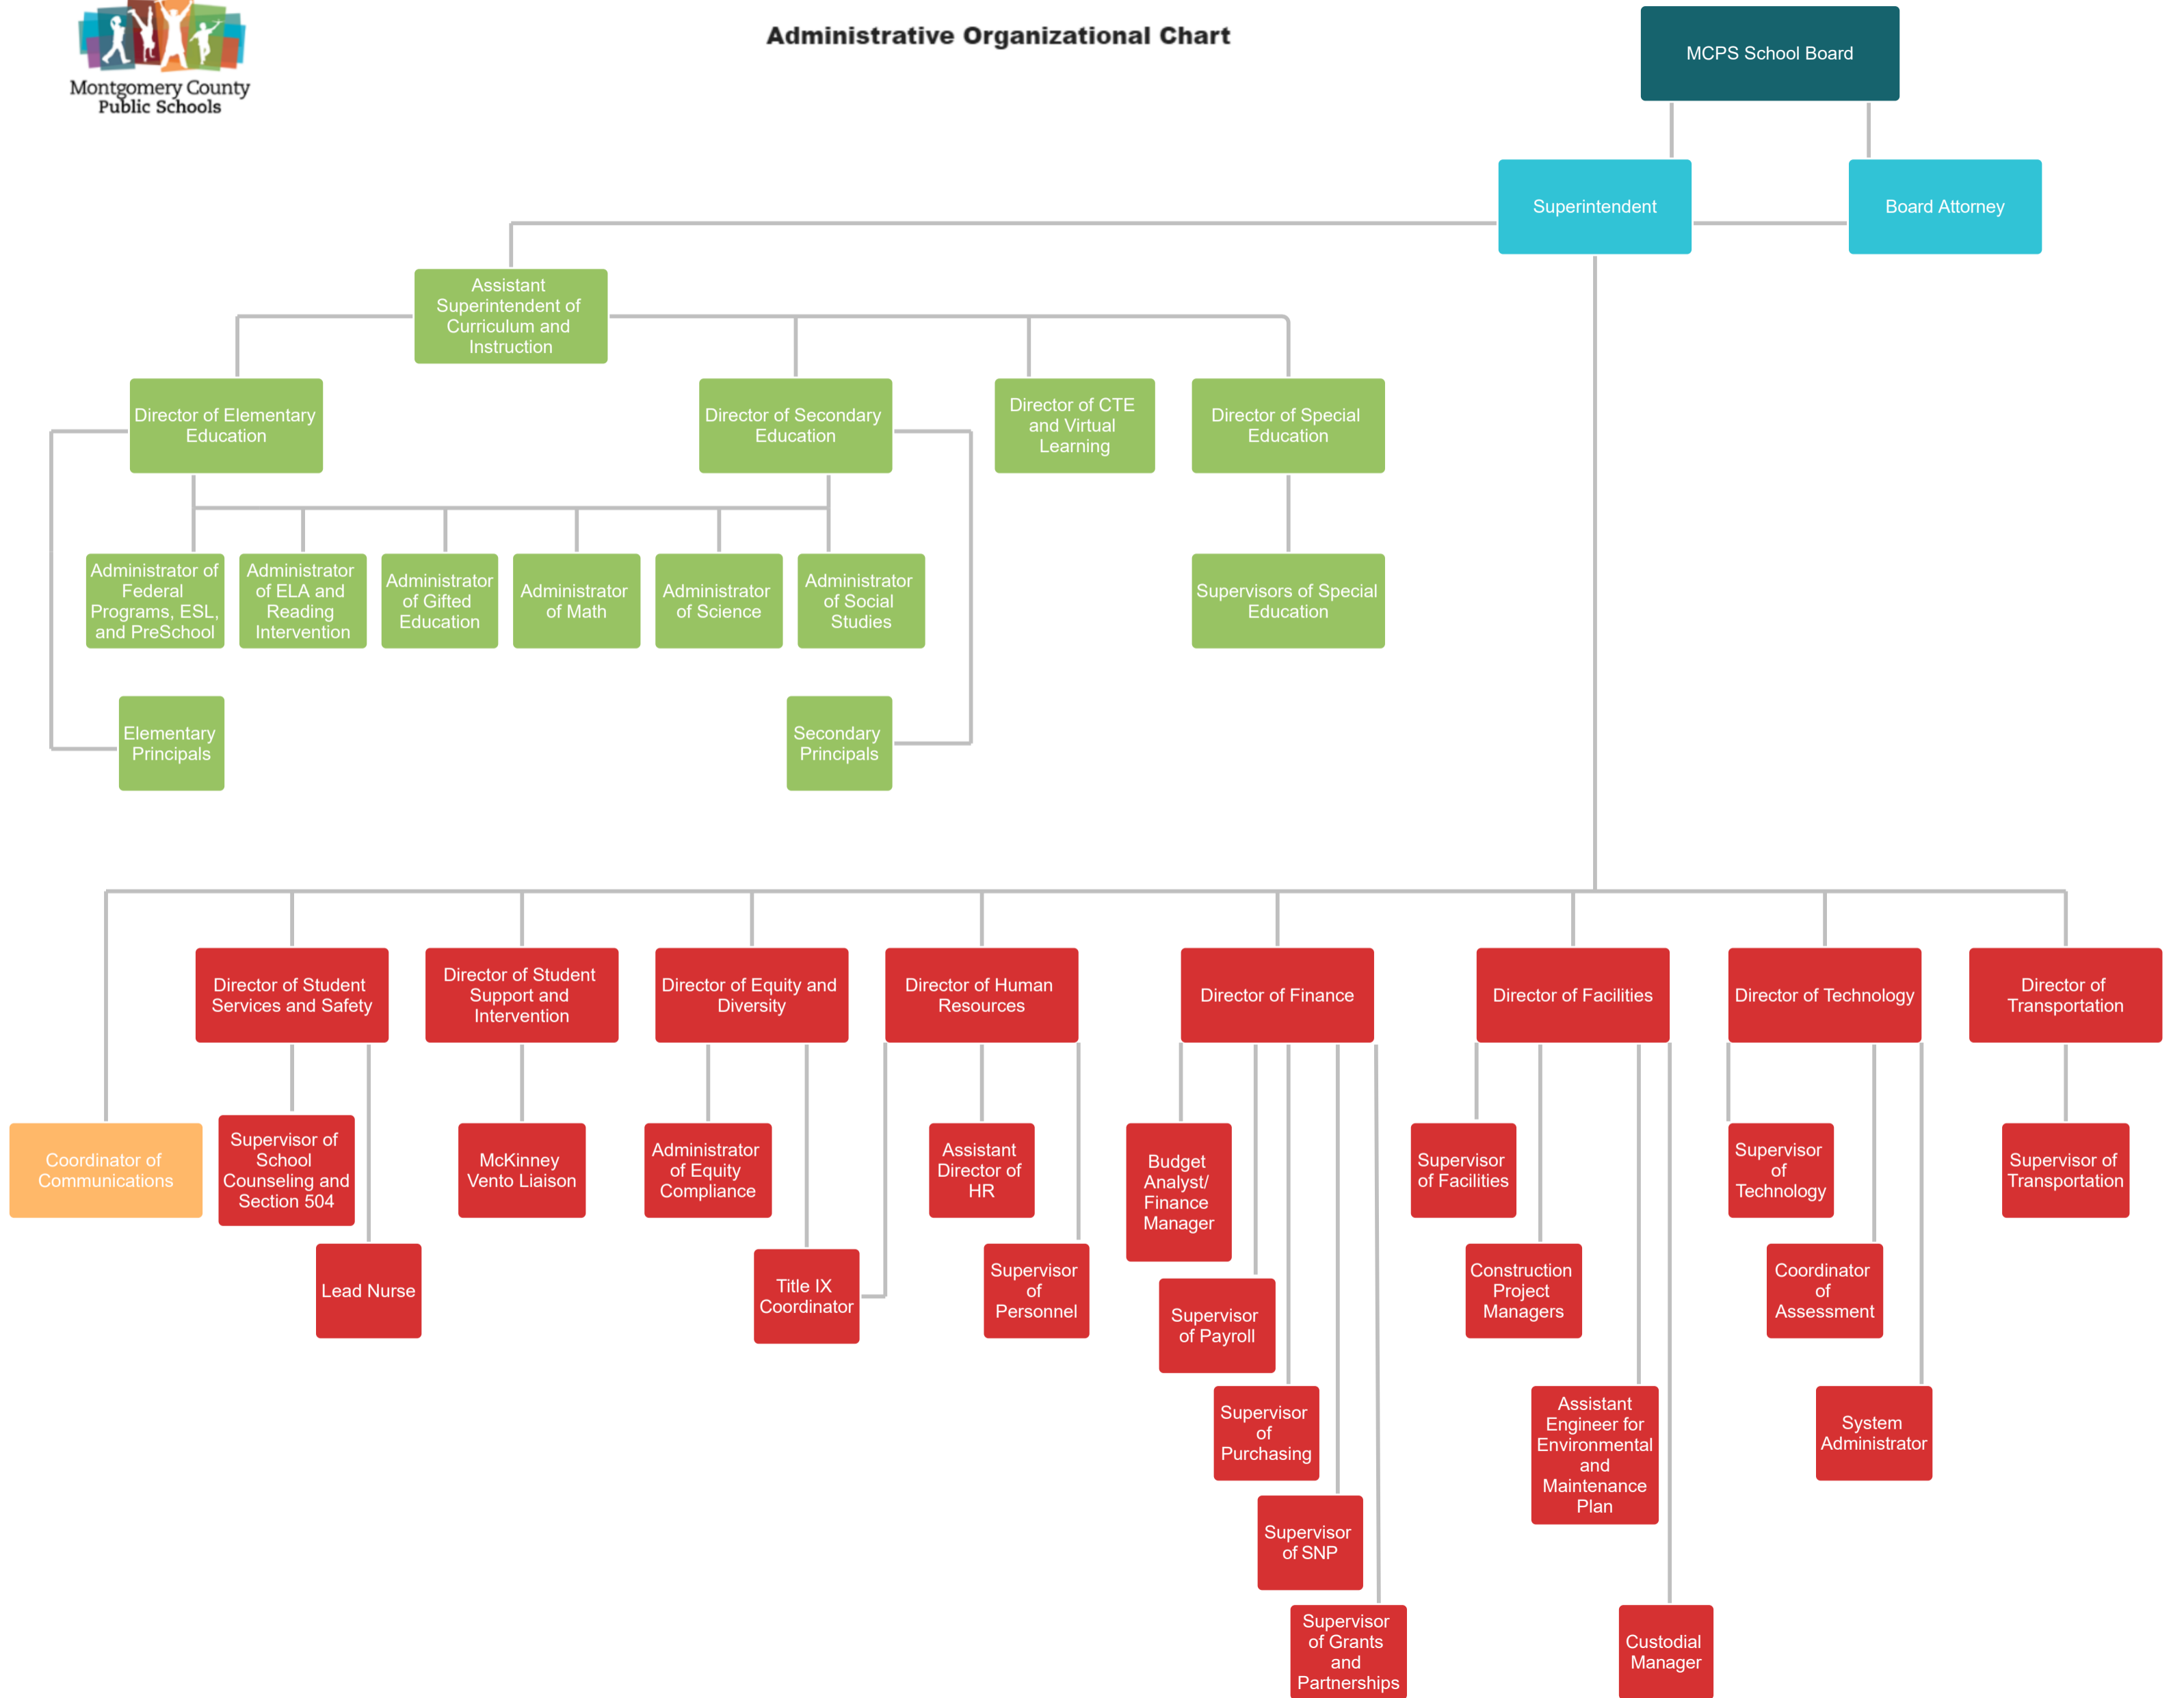 Montgomery County
Public Schools
Administrative Organizational Chart
MCPS School Board
Superintendent
Board Attorney
Assistant
Superintendent of
Curriculum and
Instruction
Director of Elementary
Education
Director of Secondary
Education
Director of CTE
and Virtual
Learning
Director of Special
Education
Administrator of
Federal
Programs, ESL,
and PreSchool
Administrator
of ELA and
Reading
Intervention
Administrator
of Gifted
Education
Administrator
of Math
Administrator
of Science
Administrator
of Social
Studies
Supervisors of Special
Education
Elementary
Principals
Secondary
Principals
Director of Student
Services and Safety
Director of Student
Support and
Intervention
Director of Equity and
Diversity
Director of Human
Resources
Director of Finance
Director of Facilities
Director of Technology
Director of
Transportation
Coordinator of
Communications
Supervisor of
School
Counseling and
Section 504
McKinney
Vento Liaison
Administrator
of Equity
Compliance
Assistant
Director of
HR
Budget
Analyst/
Finance
Manager
Supervisor
of Facilities
Supervisor
of
Technology
Supervisor of
Transportation
Lead Nurse
Title IX
Coordinator
Supervisor
of
Personnel
Supervisor
of Payroll
Construction
Project
Managers
Coordinator
of
Assessment
Supervisor
of
Purchasing
Assistant
Engineer for
Environmental
and
Maintenance
Plan
System
Administrator
Supervisor
of SNP
Supervisor
of Grants
and
Partnerships
Custodial
Manager